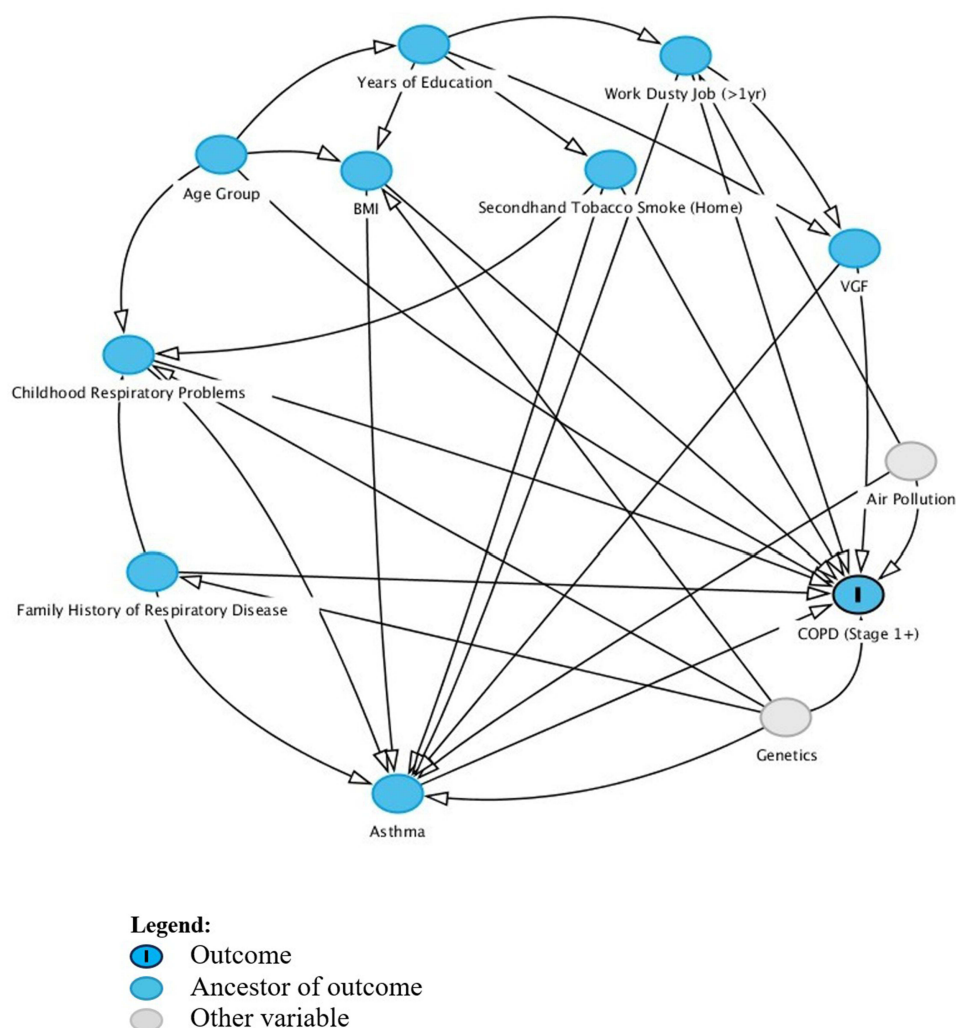 Years of Education
Work Dusty Job (>1yr)
Age Group
BMI
Secondhand Tobacco Smoke (Home)
VGF
Childhood Respiratory Problems
Air Pollution
Family History of Respiratory Disease
I
COPD (Stage 1+)
Genetics
Asthma
Legend:
I Outcome
Ancestor of outcome
Other variable